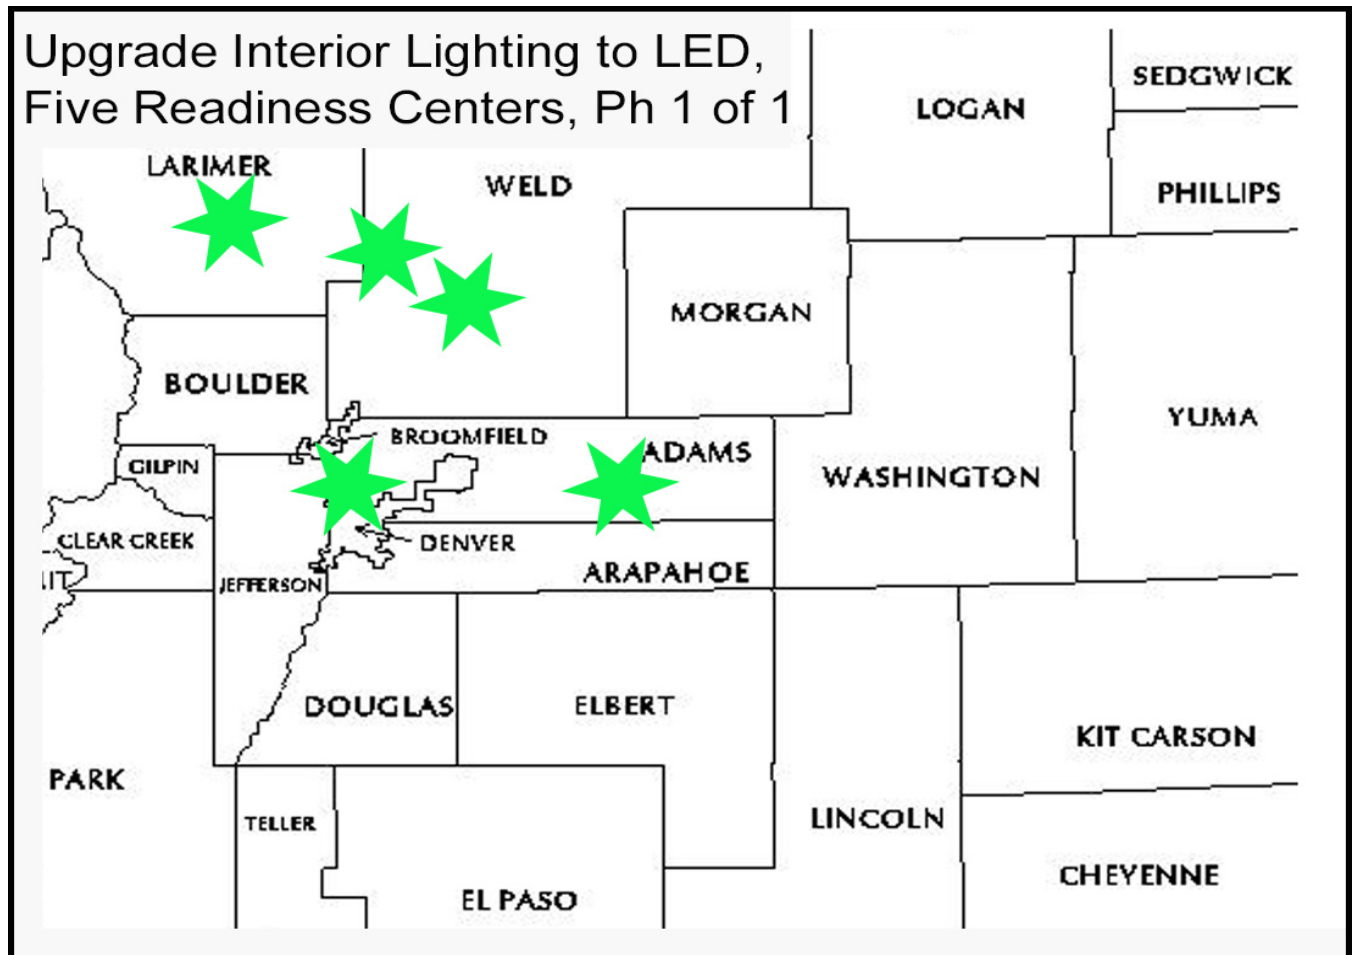 Upgrade Interior Lighting to LED,
Five Readiness Centers, Ph 1 of 1
SEDGWICK
LOGAN
LARIMER
WELD
PHILLIPS
MORGAN
BOULDER
YUMA
BROOMFIELD
ADAMS
GILPIN
WASHINGTON
CLEAR CREEK
DENVER
ARAPAHOE
IIT
JEFFERSON
DOUGLAS
ELBERT
KIT CARSON
PARK
TELLER
LINCOLN
CHEYENNE
EL PASO